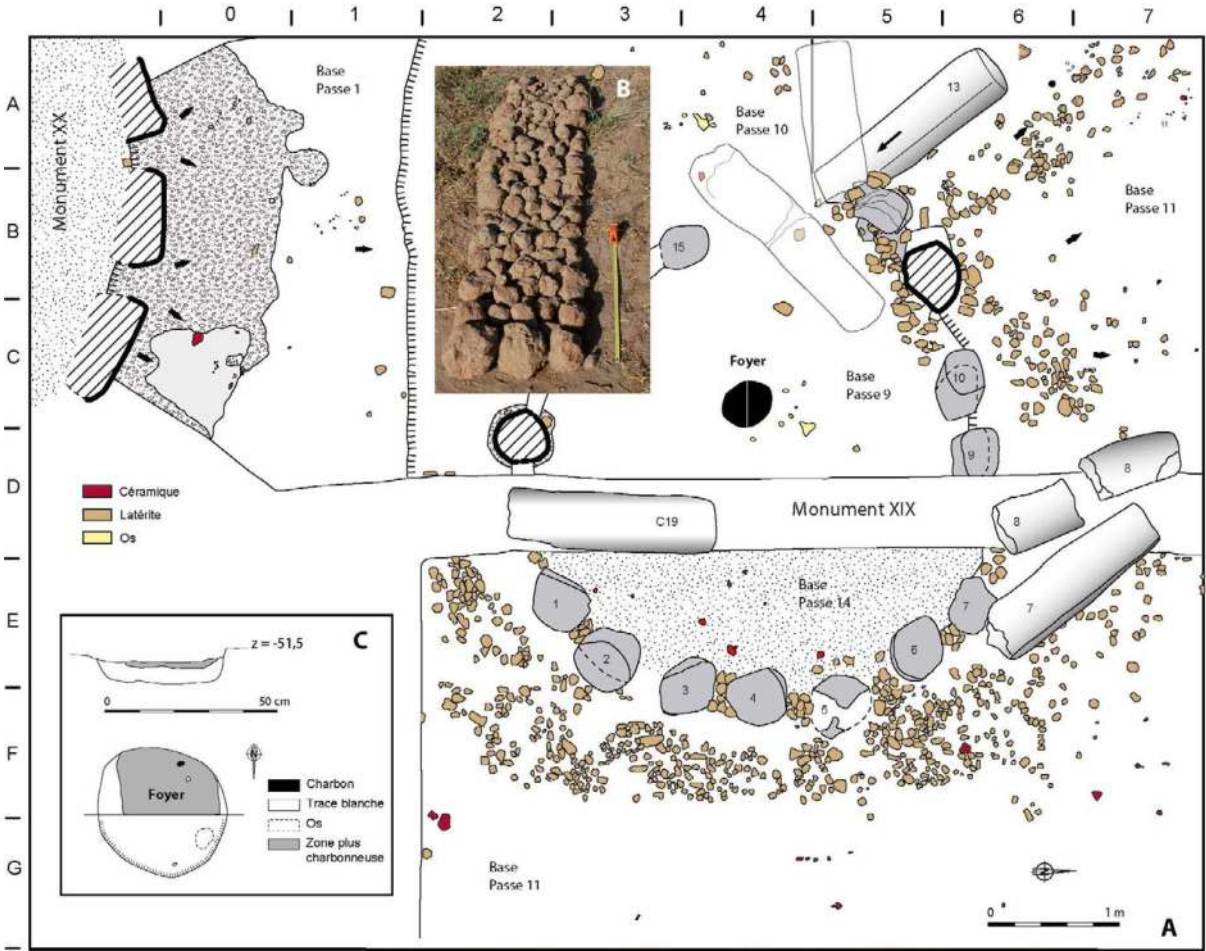 0 1 2 3 4 5 6 7
A
B
C
D
E
F
G
Monument XX
Base
Passe 1
B
Base
Passe 10
13
Base
Passe 11
15
Foyer
Base
Passe 9
10
9
8
Céramique
Latérite
Os
C19
Monument XIX
8
7
Base
Passe 14
1
2
3
4
5
6
7
C
z = -51,5
0 50 cm
N
Foyer
Charbon
Trace blanche
Os
Zone plus
charbonneuse
Base
Passe 11
N
0 1 m
A